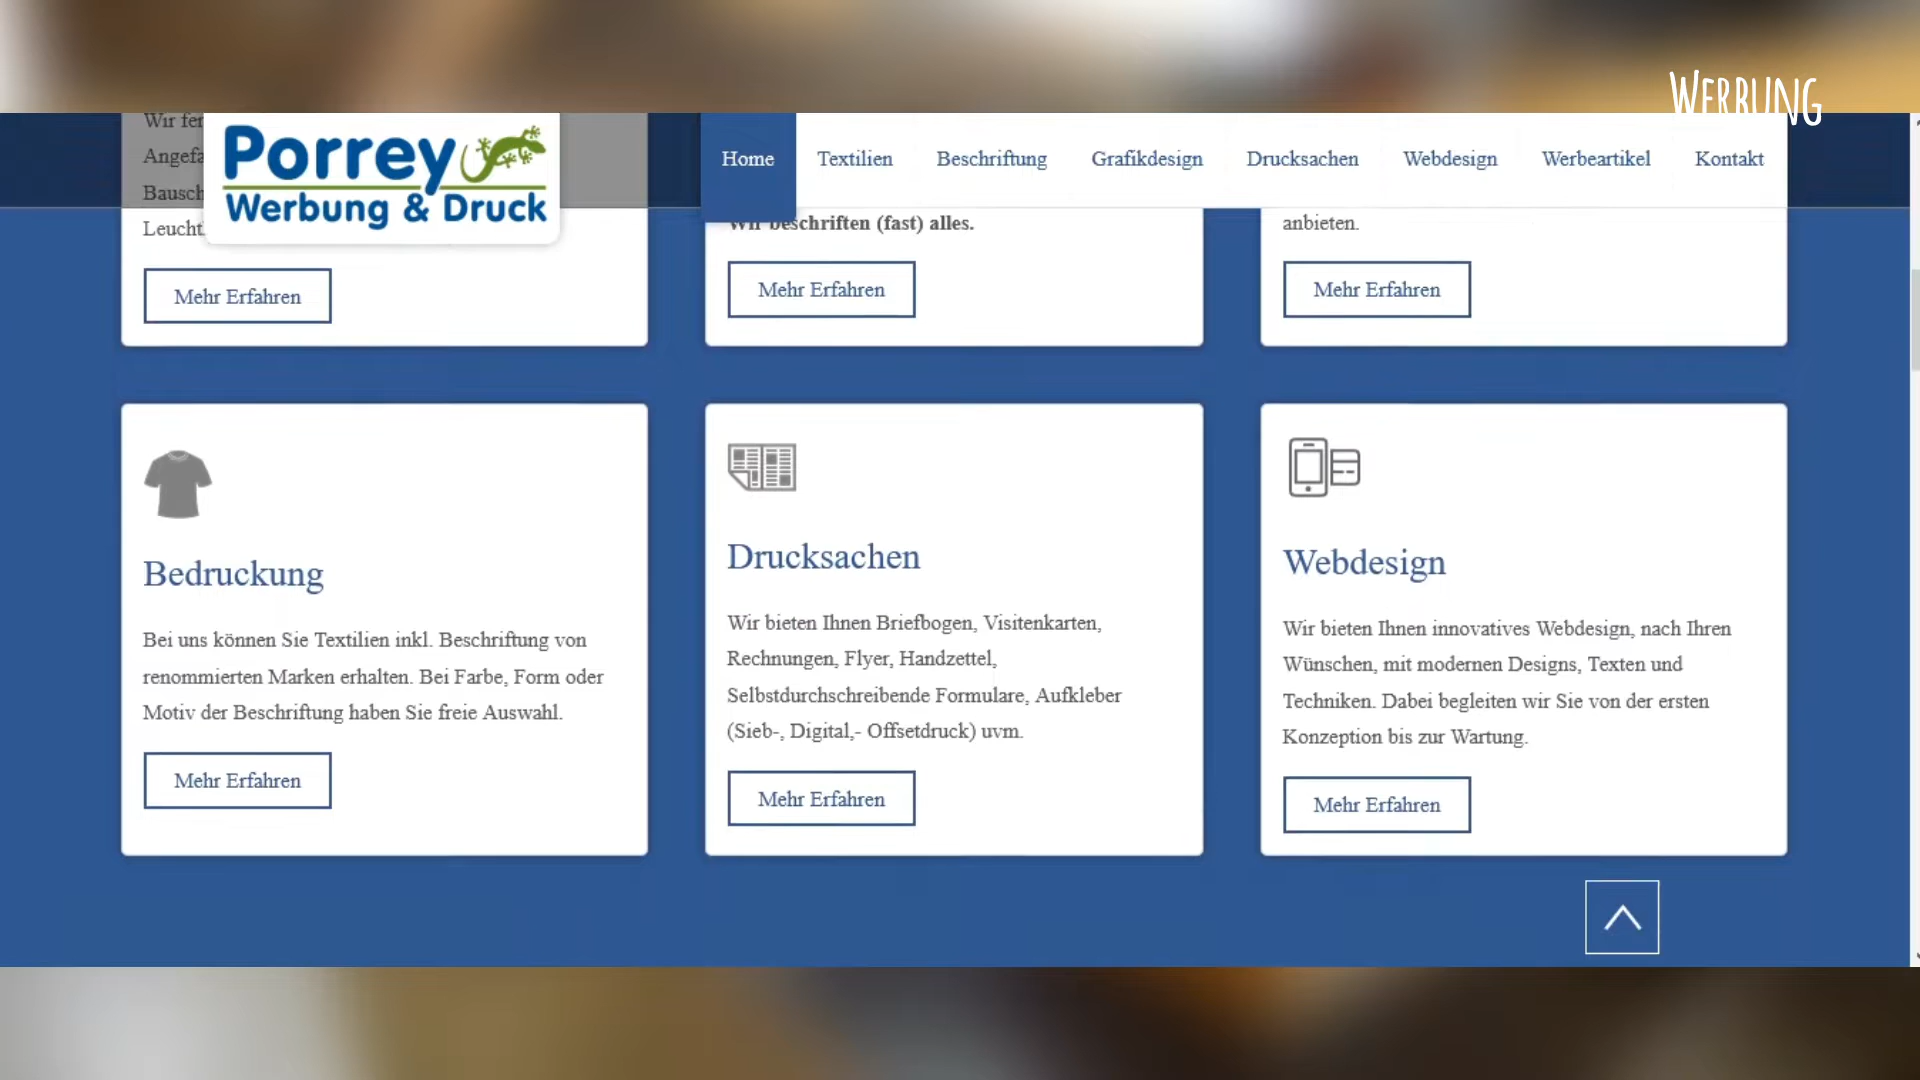 WERBUNG
Porrey
Werbung & Druck
Home
Textilien
Beschriftung
Grafikdesign
Drucksachen
Webdesign
Werbeartikel
Kontakt
Wir
Wir beschriften (fast) alles.
anbieten.
Mehr Erfahren
Mehr Erfahren
Mehr Erfahren
Bedruckung
Bei uns können Sie Textilien inkl. Beschriftung von
renommierten Marken erhalten. Bei Farbe, Form oder
Motiv der Beschriftung haben Sie freie Auswahl.
Mehr Erfahren
Drucksachen
Wir bieten Ihnen Briefbogen, Visitenkarten,
Rechnungen, Flyer, Handzettel,
Selbstdurchschreibende Formulare, Aufkleber
(Sieb-, Digital,- Offsetdruck) uvm.
Mehr Erfahren
Webdesign
Wir bieten Ihnen innovatives Webdesign, nach Ihren
Wünschen, mit modernen Designs, Texten und
Techniken. Dabei begleiten wir Sie von der ersten
Konzeption bis zur Wartung.
Mehr Erfahren